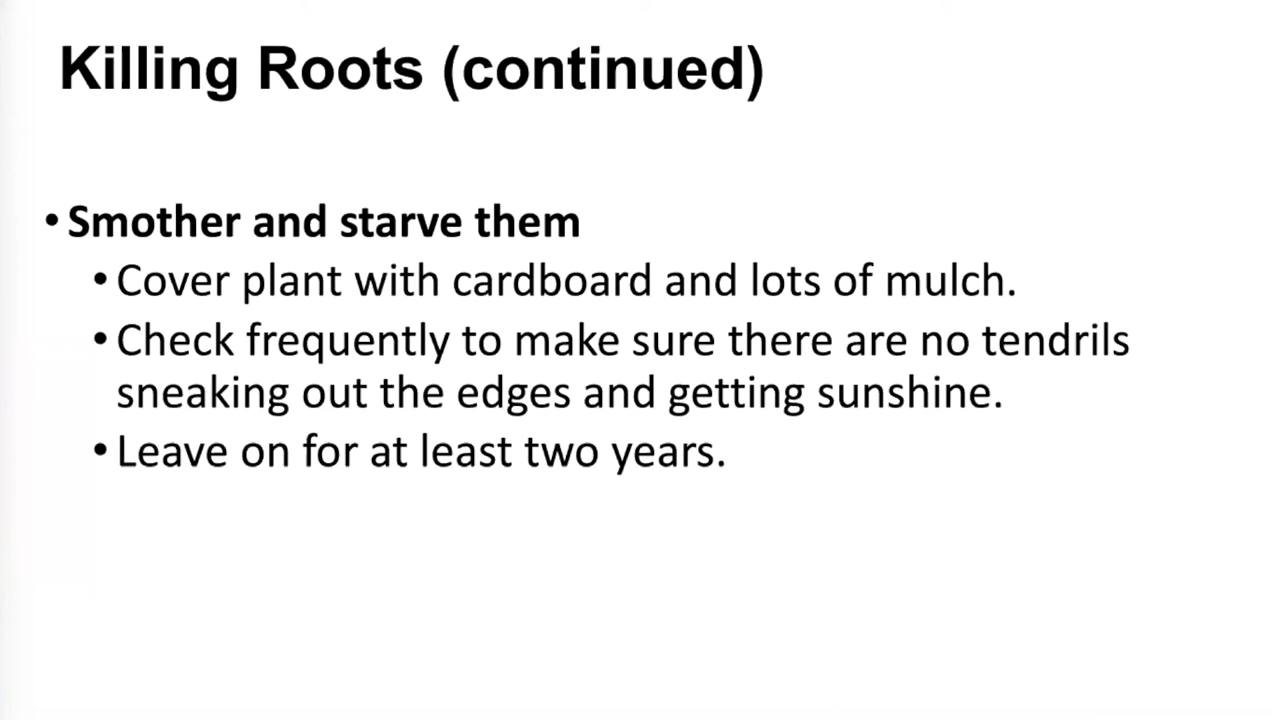 Killing Roots (continued)
• Smother and starve them
• Cover plant with cardboard and lots of mulch.
• Check frequently to make sure there are no tendrils
sneaking out the edges and getting sunshine.
• Leave on for at least two years.